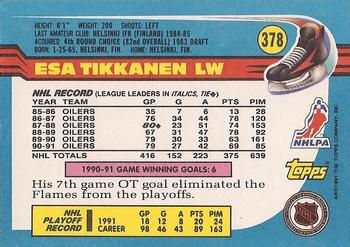 HEIGHT: 6'1" WEIGHT: 200 SHOOTS: LEFT
LAST AMATEUR CLUB: HELSINKI IFK (FINLAND) 1984-85
ACQUIRED: 4th ROUND CHOICE (82nd OVERALL) 1983 DRAFT
BORN: 1-25-65, HELSINKI, FIN. HOME: HELSINKI, FIN.
378
ESA TIKKANEN LW
NHL RECORD (LEAGUE LEADERS IN ITALICS, TIE◆)
YEAR TEAM GP G A PTS PIM
85-86 OILERS 35 7 6 13 28
86-87 OILERS 76 34 44 78 120
87-88 OILERS 80◆ 23 51 74 153
88-89 OILERS 67 31 47 78 92
89-90 OILERS 79 30 33 63 161
90-91 OILERS 79 27 42 69 85
NHL TOTALS 416 152 223 375 639
1990-91 GAME WINNING GOALS: 6
His 7th game OT goal eliminated the
Flames from the playoffs.
NHL PLAYOFF RECORD
GP G A PTS PIM
1991 18 12 8 20 24
CAREER 98 46 43 89 163
NHLPA
TOPPS
NHL